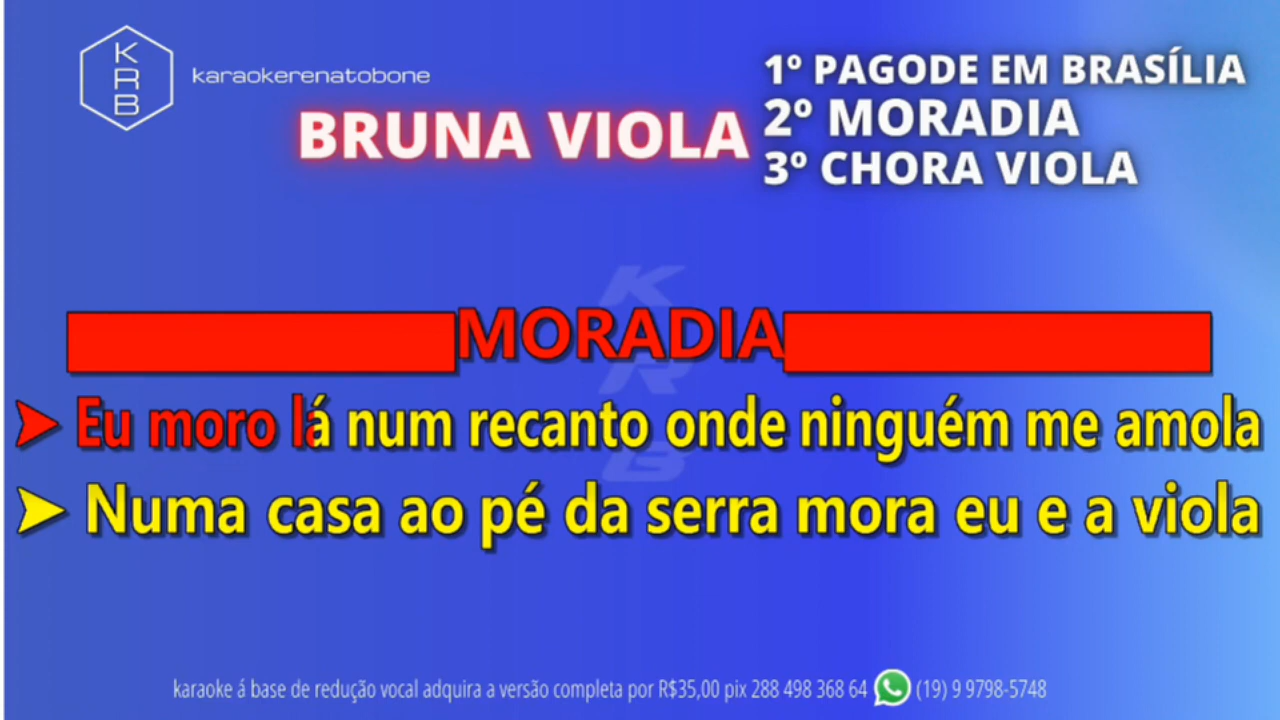 KRB
karaokerenatobone
BRUNA VIOLA
1º PAGODE EM BRASÍLIA
2º MORADIA
3º CHORA VIOLA
KRB
MORADIA
➤ Eu moro lá num recanto onde ninguém me amola
➤ Numa casa ao pé da serra mora eu e a viola
karaoke á base de redução vocal adquira a versão completa por R$35,00 pix 288 498 368 64 (19) 9 9798-5748